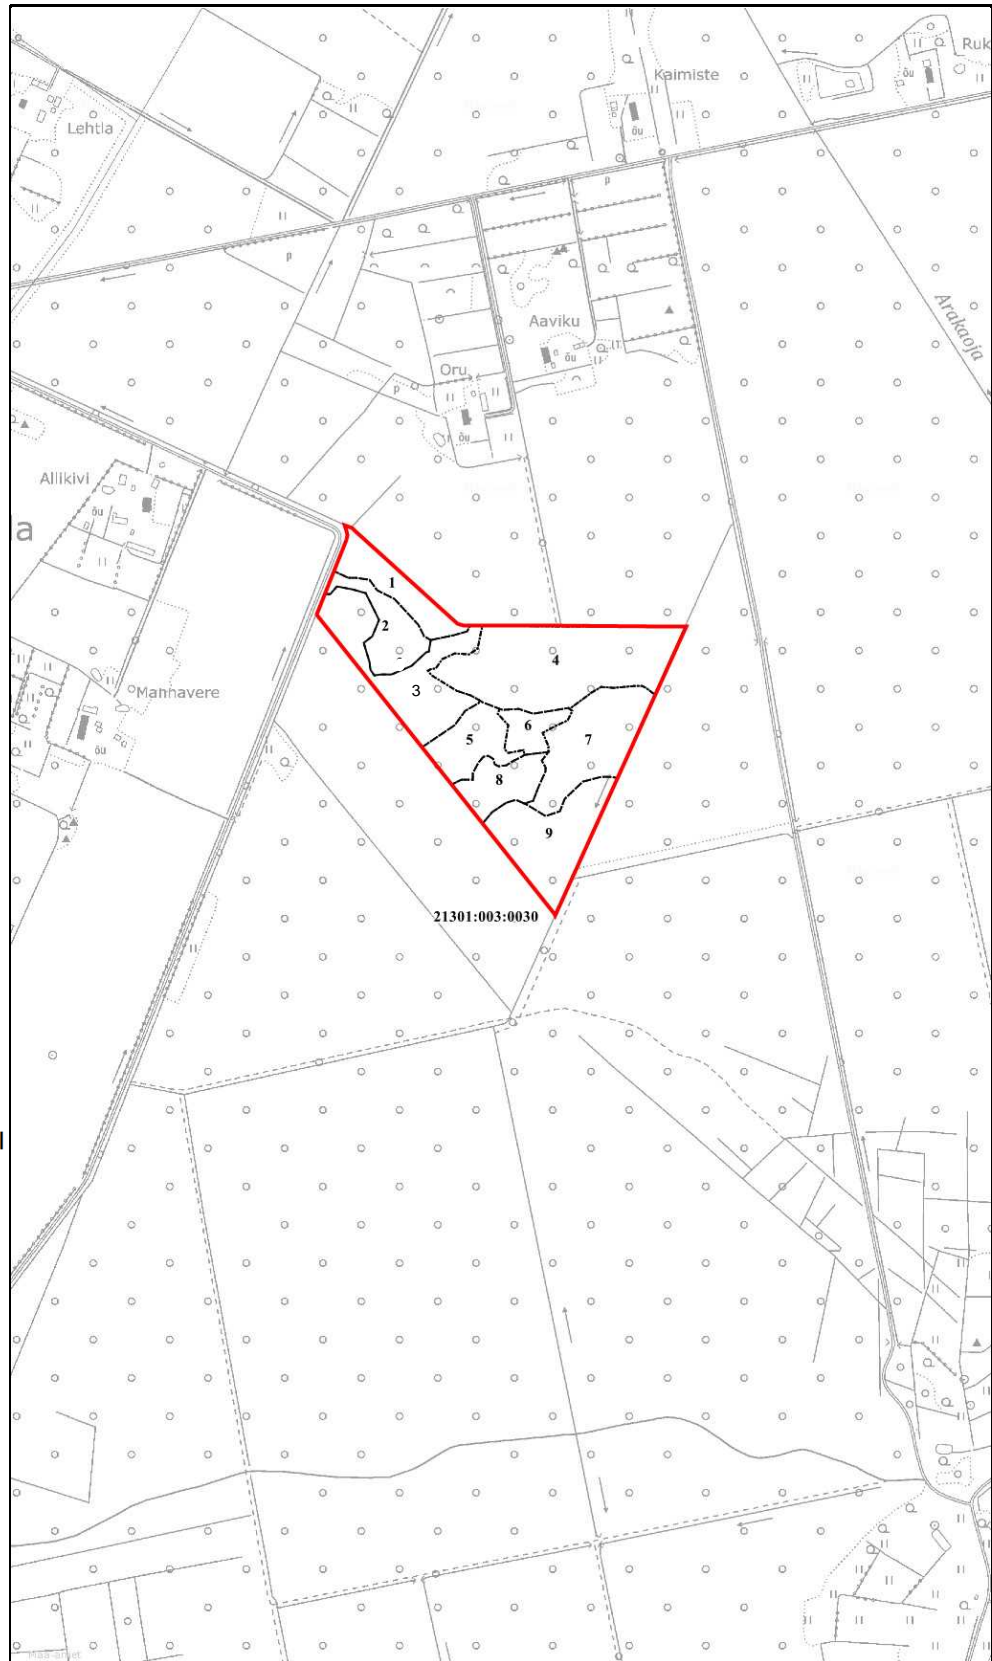 Ruk
Kaimiste
õu
õu
Lehtla
p
p
Arakaoja
Aaviku
õu
Oru
p
õu
Allikivi
õu
la
1
2
4
3
Mannavere
6
5
7
õu
8
9
21301:003:0030
Maa-amet